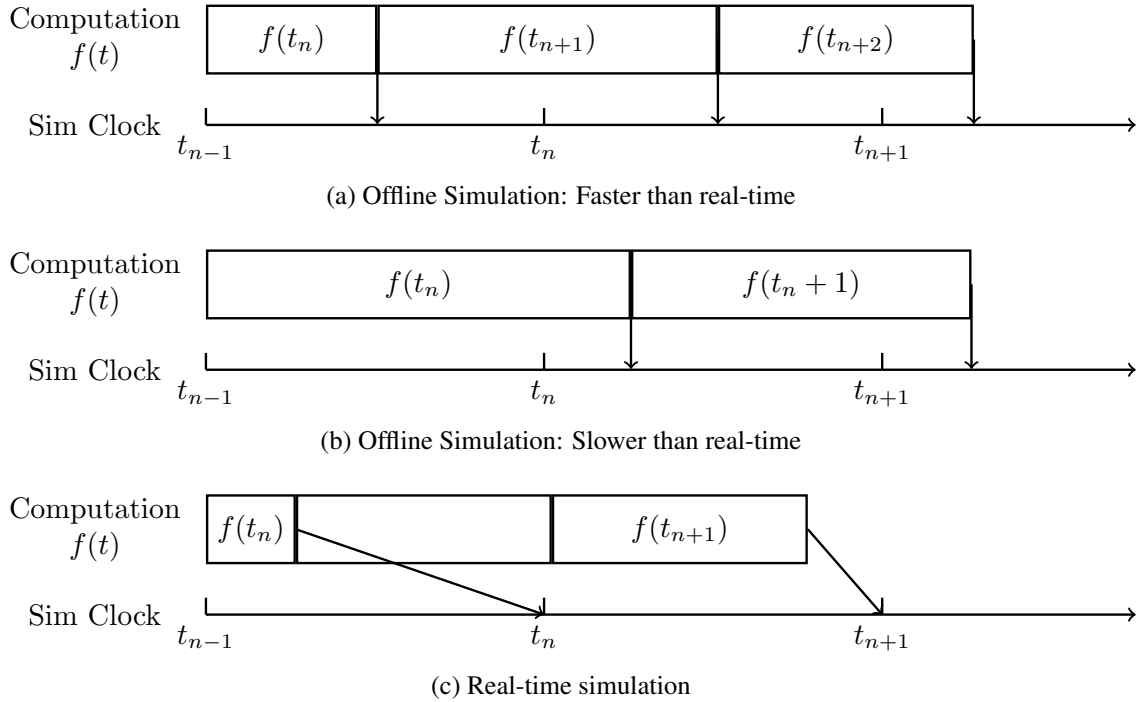 Computation
f(t)
f(t_n) f(t_{n+1}) f(t_{n+2})
Sim Clock
t_{n−1} t_n t_{n+1}
(a) Offline Simulation: Faster than real-time
Computation
f(t)
f(t_n) f(t_n + 1)
Sim Clock
t_{n−1} t_n t_{n+1}
(b) Offline Simulation: Slower than real-time
Computation
f(t)
f(t_n) f(t_{n+1})
Sim Clock
t_{n−1} t_n t_{n+1}
(c) Real-time simulation